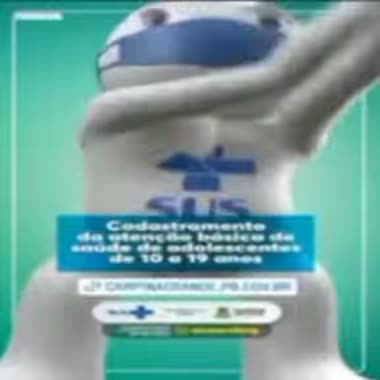 SUS
Cadastramento
da atenção básica de
saúde de adolescentes
de 10 a 19 anos
CAMPINAGRANDE.PB.GOV.BR